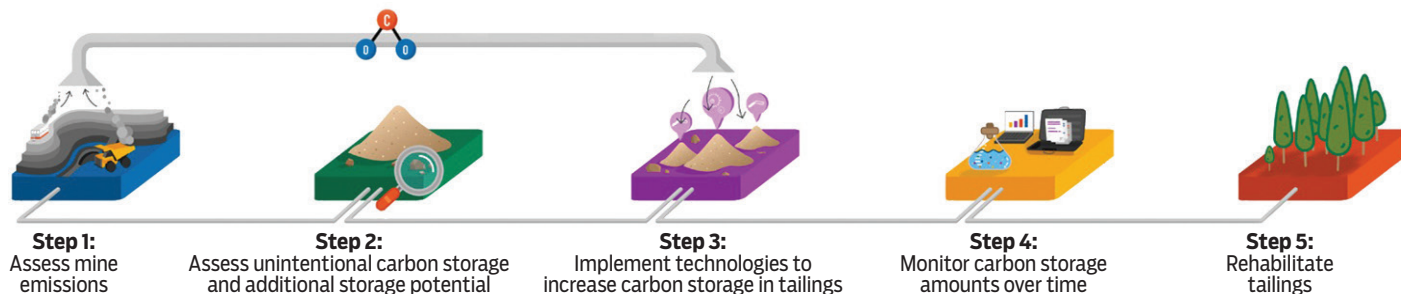 C
O O
Step 1:
Assess mine
emissions
Step 2:
Assess unintentional carbon storage
and additional storage potential
Step 3:
Implement technologies to
increase carbon storage in tailings
Step 4:
Monitor carbon storage
amounts over time
Step 5:
Rehabilitate
tailings